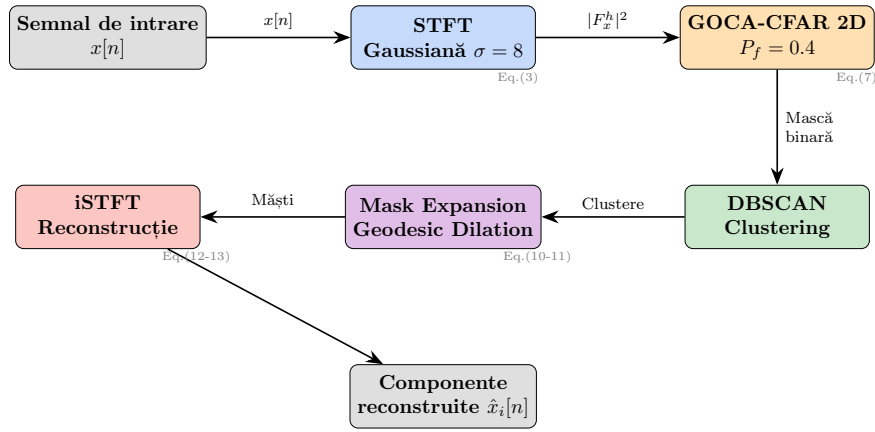 Semnal de intrare
x[n]
x[n]
STFT
Gaussiană σ = 8
Eq.(3)
|F_x^h|^2
GOCA-CFAR 2D
P_f = 0.4
Eq.(7)
Mască
binară
DBSCAN
Clustering
Clustere
Mask Expansion
Geodesic Dilation
Eq.(10-11)
Măști
iSTFT
Reconstrucție
Eq.(12-13)
Componente
reconstruite x̂_i[n]